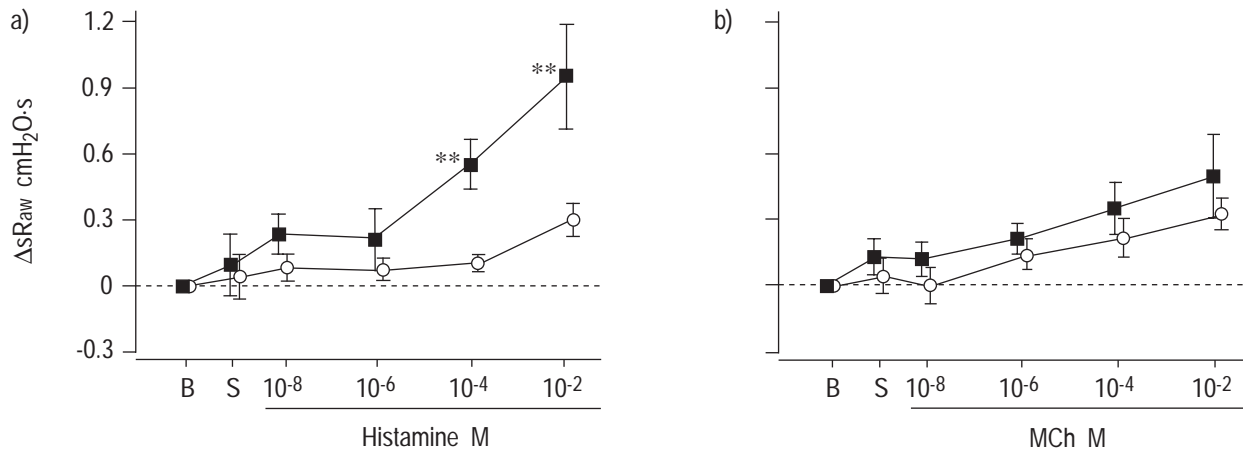 a)
b)
1.2
0.9
0.6
0.3
0
-0.3
ΔsRaw cmH₂O·s
**
**
B S 10⁻⁸ 10⁻⁶ 10⁻⁴ 10⁻²
Histamine M
B S 10⁻⁸ 10⁻⁶ 10⁻⁴ 10⁻²
MCh M